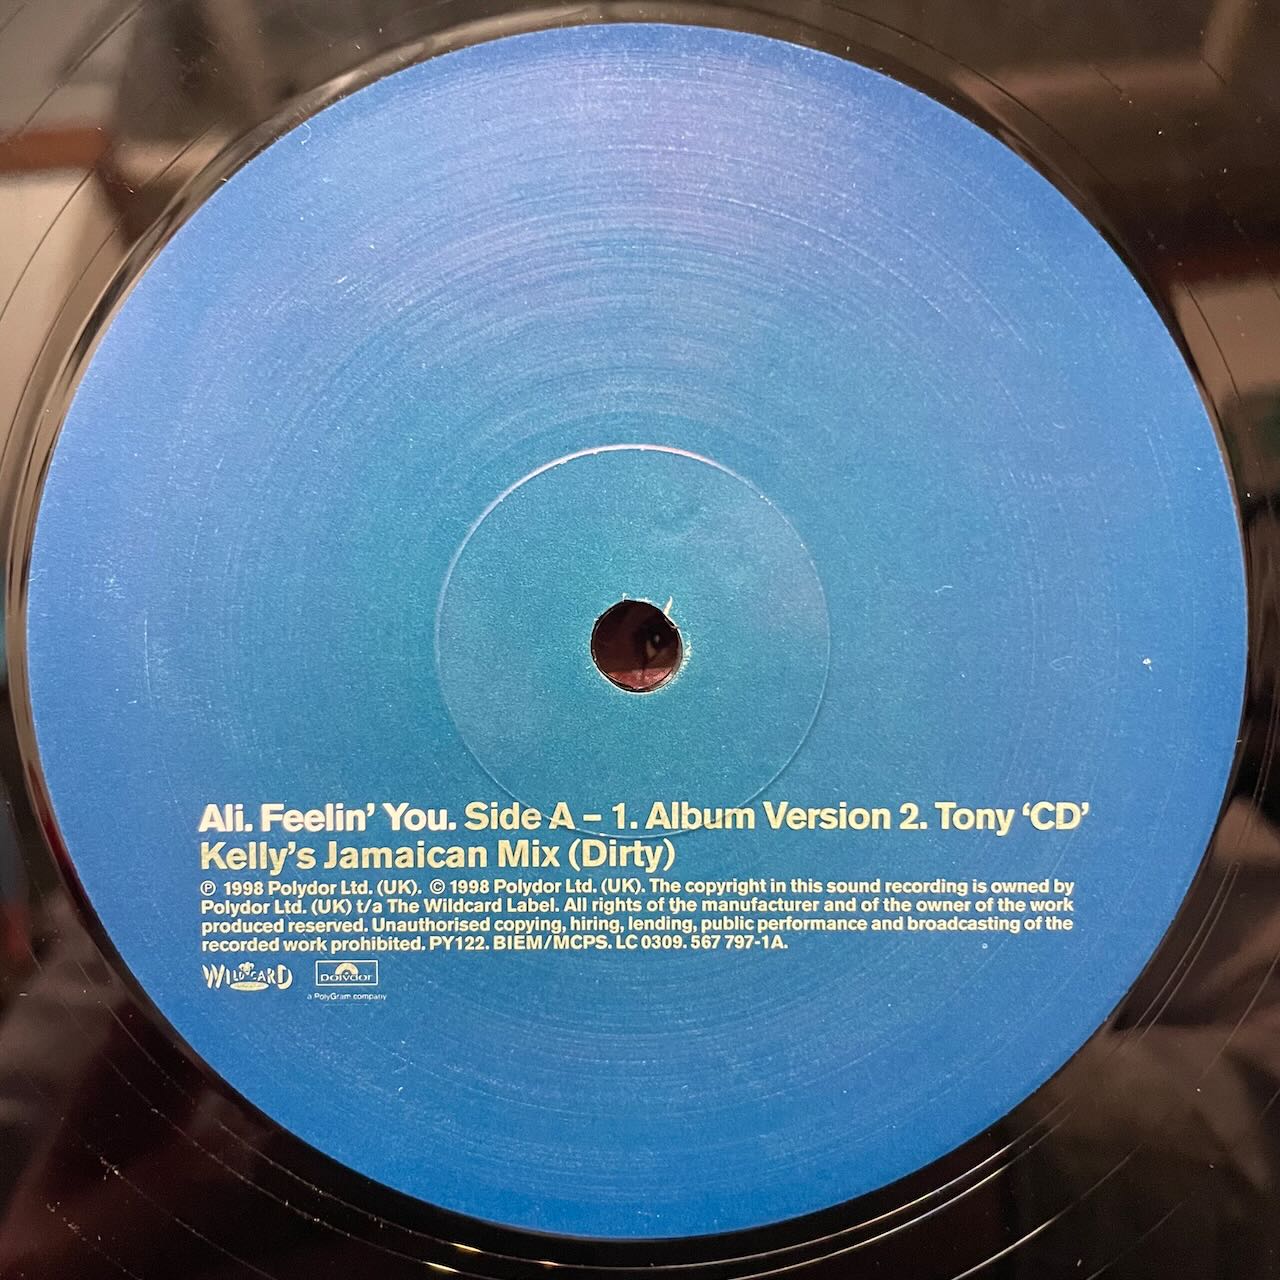 Ali. Feelin’ You. Side A – 1. Album Version 2. Tony ‘CD’
Kelly’s Jamaican Mix (Dirty)
℗ 1998 Polydor Ltd. (UK). © 1998 Polydor Ltd. (UK). The copyright in this sound recording is owned by
Polydor Ltd. (UK) t/a The Wildcard Label. All rights of the manufacturer and of the owner of the work
produced reserved. Unauthorised copying, hiring, lending, public performance and broadcasting of the
recorded work prohibited. PY122. BIEM/MCPS. LC 0309. 567 797-1A.
WILDCARD
polydor
a PolyGram company